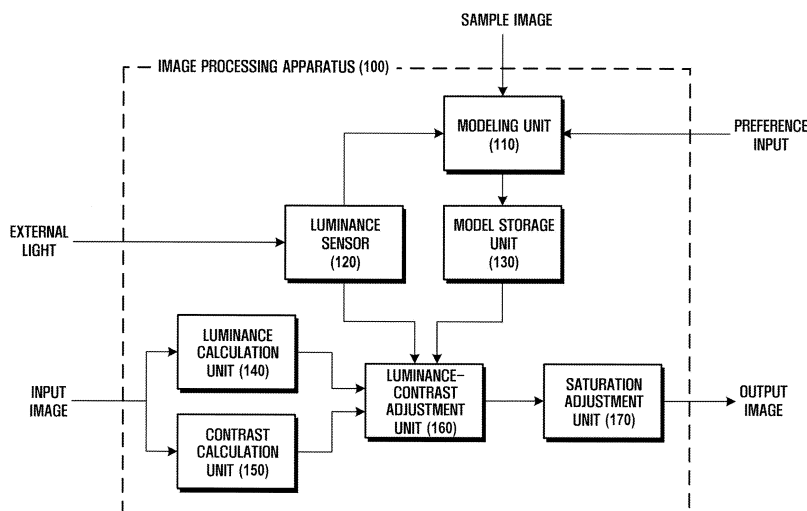 SAMPLE IMAGE
IMAGE PROCESSING APPARATUS (100)
MODELING UNIT
(110)
PREFERENCE
INPUT
EXTERNAL
LIGHT
LUMINANCE
SENSOR
(120)
MODEL STORAGE
UNIT
(130)
INPUT
IMAGE
LUMINANCE
CALCULATION
UNIT (140)
CONTRAST
CALCULATION
UNIT (150)
LUMINANCE–
CONTRAST
ADJUSTMENT
UNIT (160)
SATURATION
ADJUSTMENT
UNIT (170)
OUTPUT
IMAGE